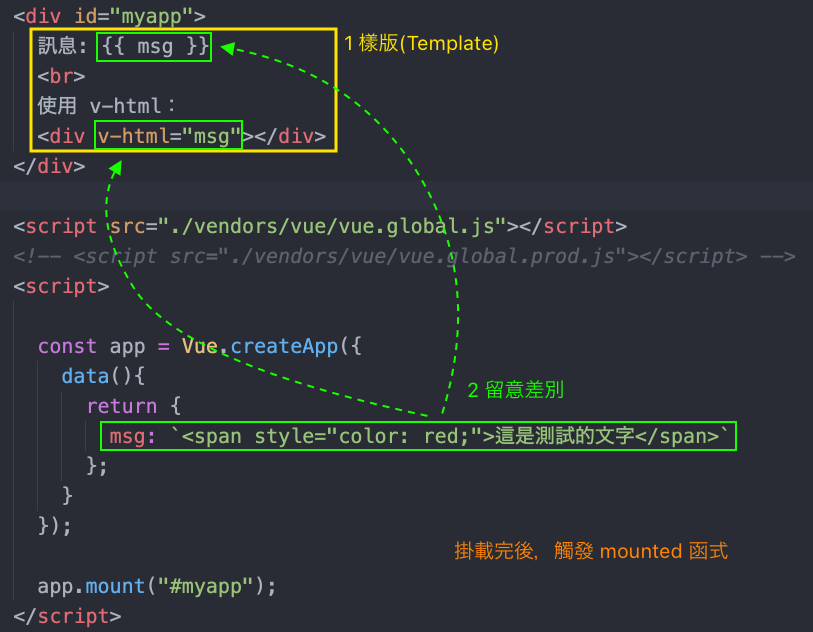 <div id="myapp">
訊息: {{ msg }}
1 樣版(Template)
<br>
使用 v-html：
<div v-html="msg"></div>
</div>
<script src="./vendors/vue/vue.global.js"></script>
<!-- <script src="./vendors/vue/vue.global.prod.js"></script> -->
<script>
const app = Vue.createApp({
data(){
2 留意差別
return {
msg: `<span style="color: red;">這是測試的文字</span>`
};
}
});
掛載完後，觸發 mounted 函式
app.mount("#myapp");
</script>